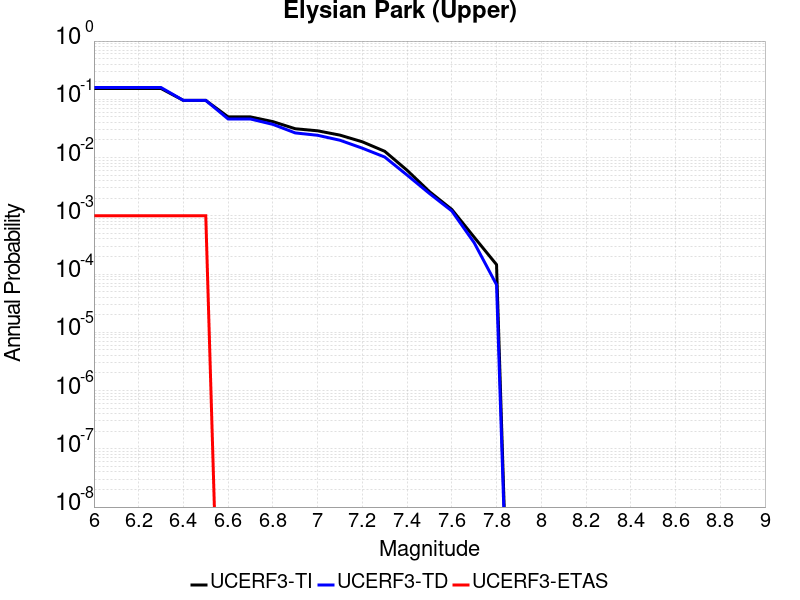 Elysian Park (Upper)
10^0
10^-1
10^-2
10^-3
10^-4
10^-5
10^-6
10^-7
10^-8
Annual Probability
6 6.2 6.4 6.6 6.8 7 7.2 7.4 7.6 7.8 8 8.2 8.4 8.6 8.8 9
Magnitude
UCERF3-TI UCERF3-TD UCERF3-ETAS